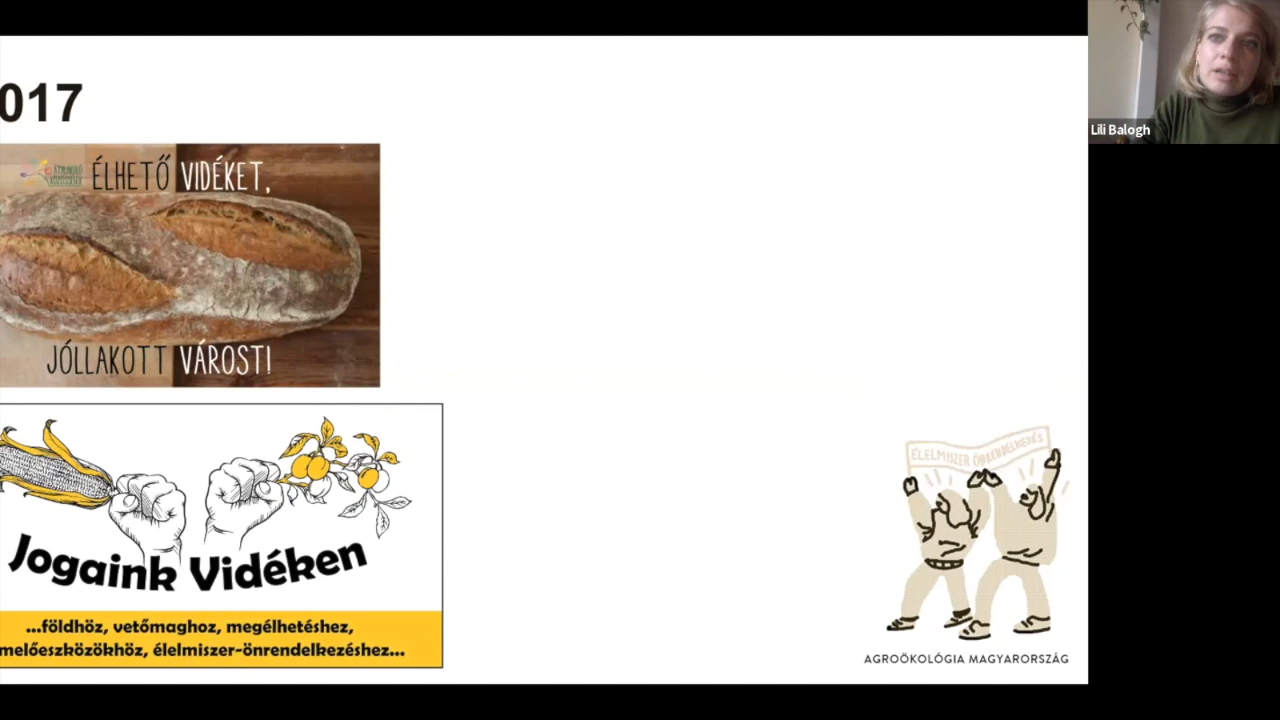 017
ÉLHETŐ VIDÉKET,
JÓLLAKOTT VÁROST!
Jogaink Vidéken
...földhöz, vetőmaghoz, megélhetéshez,
melőeszközökhöz, élelmiszer-önrendelkezéshez...
ÉLELMISZER ÖNRENDELKEZÉS
AGROÖKOLÓGIA MAGYARORSZÁG
Lili Balogh